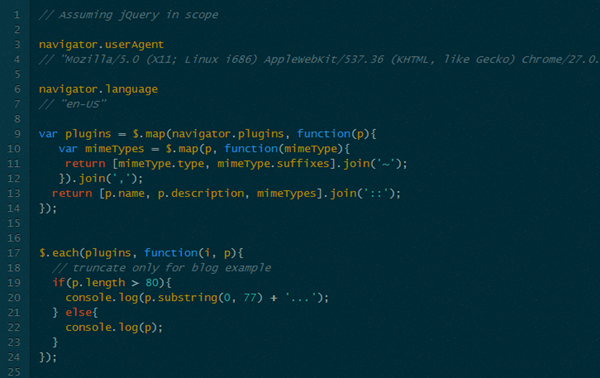 1 // Assuming jQuery in scope
2
3 navigator.userAgent
4 // "Mozilla/5.0 (X11; Linux i686) AppleWebKit/537.36 (KHTML, like Gecko) Chrome/27.0.
5
6 navigator.language
7 // "en-US"
8
9 var plugins = $.map(navigator.plugins, function(p){
10 var mimeTypes = $.map(p, function(mimeType){
11 return [mimeType.type, mimeType.suffixes].join('~');
12 }).join(',');
13 return [p.name, p.description, mimeTypes].join('::');
14 });
15
16
17 $.each(plugins, function(i, p){
18 // truncate only for blog example
19 if(p.length > 80){
20 console.log(p.substring(0, 77) + '...');
21 } else{
22 console.log(p);
23 }
24 });
25